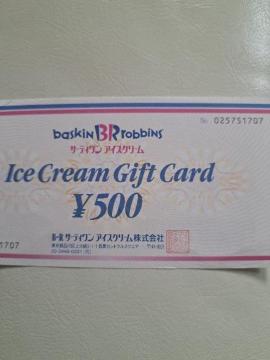 baskin BR robbins
サーティワン アイスクリーム
No 025751707
Ice Cream Gift Card
¥500
B-R サーティワン アイスクリーム株式会社
1707